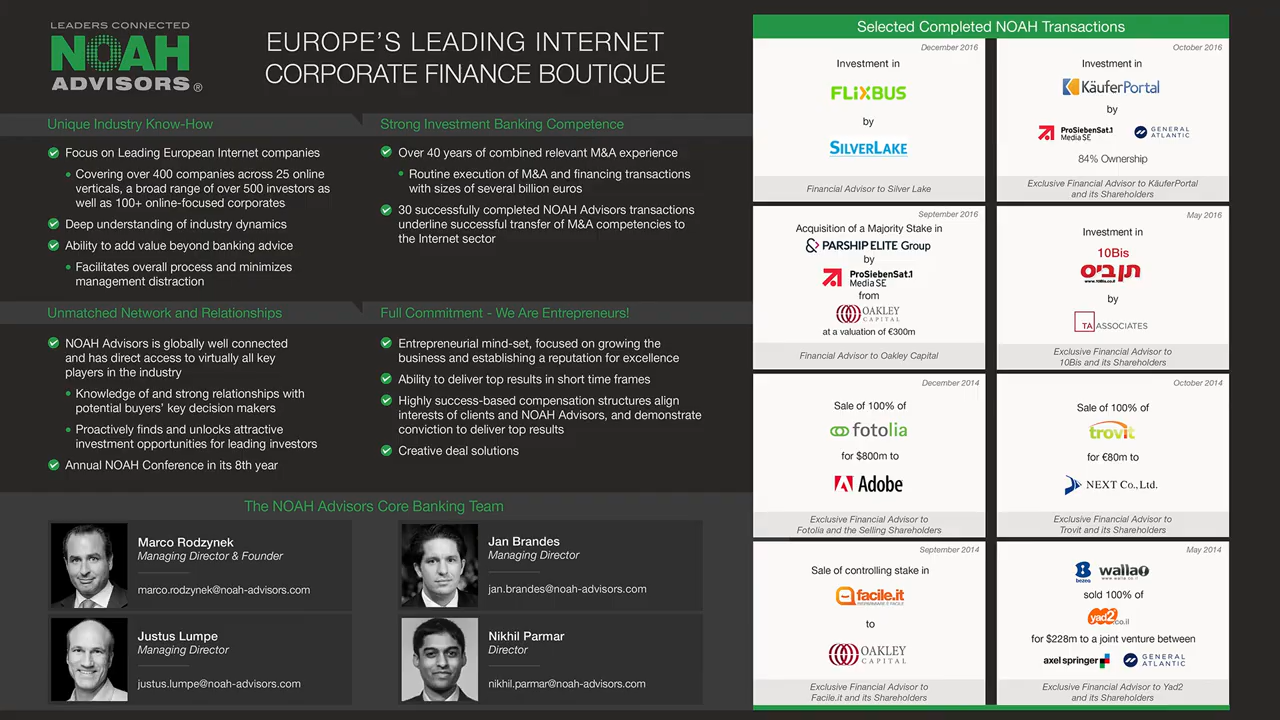 LEADERS CONNECTED
NOAH
ADVISORS®
EUROPE'S LEADING INTERNET
CORPORATE FINANCE BOUTIQUE
Unique Industry Know-How
Focus on Leading European Internet companies
Covering over 400 companies across 25 online
verticals, a broad range of over 500 investors as
well as 100+ online-focused corporates
Deep understanding of industry dynamics
Ability to add value beyond banking advice
Facilitates overall process and minimizes
management distraction
Strong Investment Banking Competence
Over 40 years of combined relevant M&A experience
Routine execution of M&A and financing transactions
with sizes of several billion euros
30 successfully completed NOAH Advisors transactions
underline successful transfer of M&A competencies to
the Internet sector
Unmatched Network and Relationships
NOAH Advisors is globally well connected
and has direct access to virtually all key
players in the industry
Knowledge of and strong relationships with
potential buyers' key decision makers
Proactively finds and unlocks attractive
investment opportunities for leading investors
Annual NOAH Conference in its 8th year
Full Commitment - We Are Entrepreneurs!
Entrepreneurial mind-set, focused on growing the
business and establishing a reputation for excellence
Ability to deliver top results in short time frames
Highly success-based compensation structures align
interests of clients and NOAH Advisors, and demonstrate
conviction to deliver top results
Creative deal solutions
The NOAH Advisors Core Banking Team
Marco Rodzynek
Managing Director & Founder
marco.rodzynek@noah-advisors.com
Jan Brandes
Managing Director
jan.brandes@noah-advisors.com
Justus Lumpe
Managing Director
justus.lumpe@noah-advisors.com
Nikhil Parmar
Director
nikhil.parmar@noah-advisors.com
Selected Completed NOAH Transactions
December 2016
Investment in
FLiXBUS
by
SILVERLAKE
Financial Advisor to Silver Lake
October 2016
Investment in
KäuferPortal
by
ProSiebenSat.1
Media SE
GENERAL
ATLANTIC
84% Ownership
Exclusive Financial Advisor to KäuferPortal
and its Shareholders
September 2016
Acquisition of a Majority Stake in
PARSHIP ELITE Group
by
ProSiebenSat.1
Media SE
from
OAKLEY
CAPITAL
at a valuation of €300m
Financial Advisor to Oakley Capital
May 2016
Investment in
10Bis
תן ביס
www.10Bis.co.il
by
TA ASSOCIATES
Exclusive Financial Advisor to
10Bis and its Shareholders
December 2014
Sale of 100% of
fotolia
for $800m to
Adobe
Exclusive Financial Advisor to
Fotolia and the Selling Shareholders
October 2014
Sale of 100% of
trovit
for €80m to
NEXT Co., Ltd.
Exclusive Financial Advisor to
Trovit and its Shareholders
September 2014
Sale of controlling stake in
facile.it
to
OAKLEY
CAPITAL
Exclusive Financial Advisor to
Facile.it and its Shareholders
May 2014
bezeq
walla!
www.walla.co.il
sold 100% of
yad2.co.il
for $228m to a joint venture between
axel springer
GENERAL
ATLANTIC
Exclusive Financial Advisor to Yad2
and its Shareholders